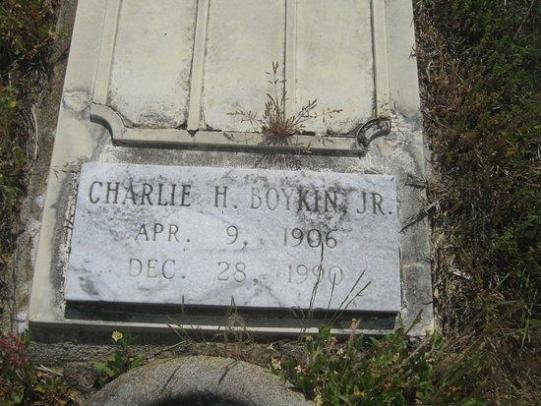 CHARLIE H. BOYKIN, JR.
APR. 9, 1906
DEC. 28, 1990